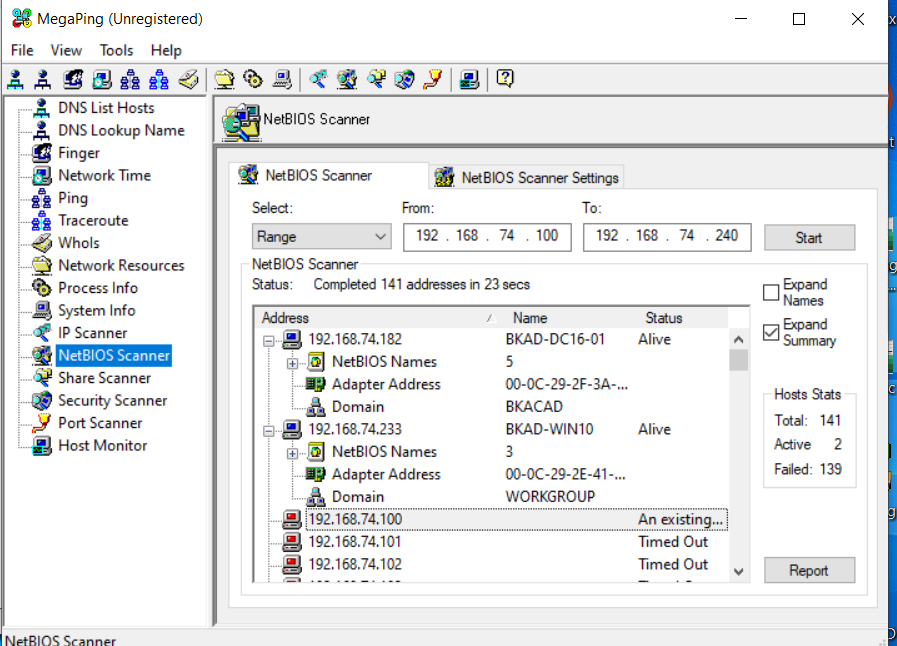 MegaPing (Unregistered)
File View Tools Help
DNS List Hosts
DNS Lookup Name
Finger
Network Time
Ping
Traceroute
WhoIs
Network Resources
Process Info
System Info
IP Scanner
NetBIOS Scanner
Share Scanner
Security Scanner
Port Scanner
Host Monitor
NetBIOS Scanner
NetBIOS Scanner NetBIOS Scanner Settings
Select: From: To:
Range 192 . 168 . 74 . 100 192 . 168 . 74 . 240 Start
NetBIOS Scanner
Status: Completed 141 addresses in 23 secs
Expand Names
Expand Summary
Address Name Status
192.168.74.182 BKAD-DC16-01 Alive
NetBIOS Names 5
Adapter Address 00-0C-29-2F-3A-...
Domain BKACAD
192.168.74.233 BKAD-WIN10 Alive
NetBIOS Names 3
Adapter Address 00-0C-29-2E-41-...
Domain WORKGROUP
192.168.74.100 An existing...
192.168.74.101 Timed Out
192.168.74.102 Timed Out
Hosts Stats
Total: 141
Active 2
Failed: 139
Report
NetBIOS Scanner